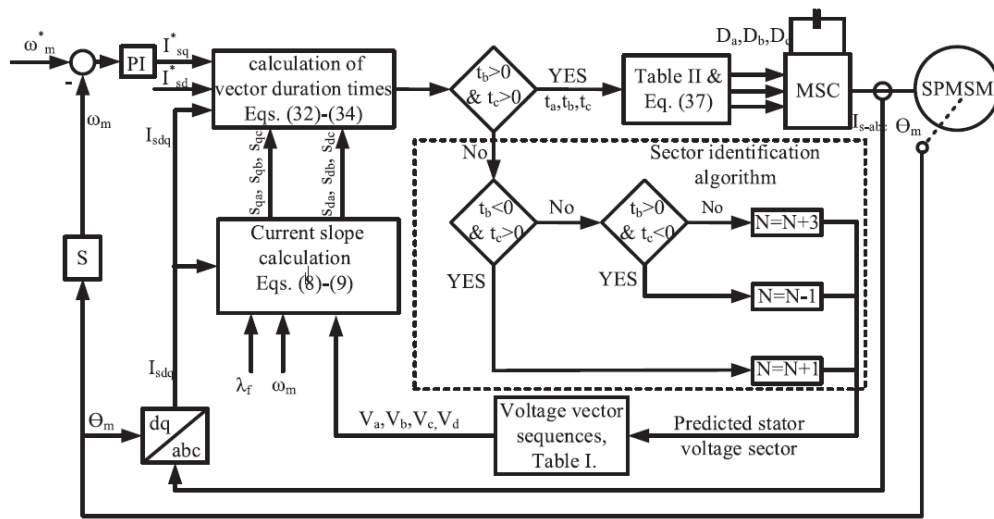 ω*m
-
ωm
PI
I*sq
I*sd
Isdq
calculation of
vector duration times
Eqs. (32)-(34)
sqa, sqb, sqc
sda, sdb, sdc
tb>0
& tc>0
YES
ta,tb,tc
No
Table II &
Eq. (37)
Da,Db,Dc
MSC
Is-abc
SPMSM
Θm
Sector identification
algorithm
tb<0
& tc>0
No
YES
tb>0
& tc<0
No
YES
N=N+3
N=N-1
N=N+1
S
Current slope
calculation
Eqs. (8)-(9)
λf
ωm
Isdq
Θm
dq
abc
Va,Vb,Vc,Vd
Voltage vector
sequences,
Table I.
Predicted stator
voltage sector